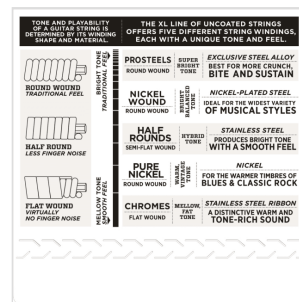 TONE AND PLAYABILITY
OF A GUITAR STRING IS
DETERMINED BY ITS WINDING
SHAPE AND MATERIAL.
ROUND WOUND
TRADITIONAL FEEL
HALF ROUND
LESS FINGER NOISE
FLAT WOUND
VIRTUALLY
NO FINGER NOISE
BRIGHT TONE
TRADITIONAL FEEL
MELLOW TONE
SMOOTH FEEL
THE XL LINE OF UNCOATED STRINGS
OFFERS FIVE DIFFERENT STRING WINDINGS,
EACH WITH A UNIQUE TONE AND FEEL.
PROSTEELS
ROUND WOUND
SUPER
BRIGHT
TONE
EXCLUSIVE STEEL ALLOY
BEST FOR MORE CRUNCH,
BITE AND SUSTAIN
NICKEL
WOUND
ROUND WOUND
BRIGHT
BALANCED
TONE
NICKEL-PLATED STEEL
IDEAL FOR THE WIDEST VARIETY
OF MUSICAL STYLES
HALF
ROUNDS
SEMI-FLAT WOUND
HYBRID
TONE
STAINLESS STEEL
PRODUCES BRIGHT TONE
WITH A SMOOTH FEEL
PURE
NICKEL
ROUND WOUND
WARM,
VINTAGE
TONE
NICKEL
FOR THE WARMER TIMBRES OF
BLUES & CLASSIC ROCK
CHROMES
FLAT WOUND
MELLOW,
FAT
TONE
STAINLESS STEEL RIBBON
A DISTINCTIVE WARM AND
TONE-RICH SOUND